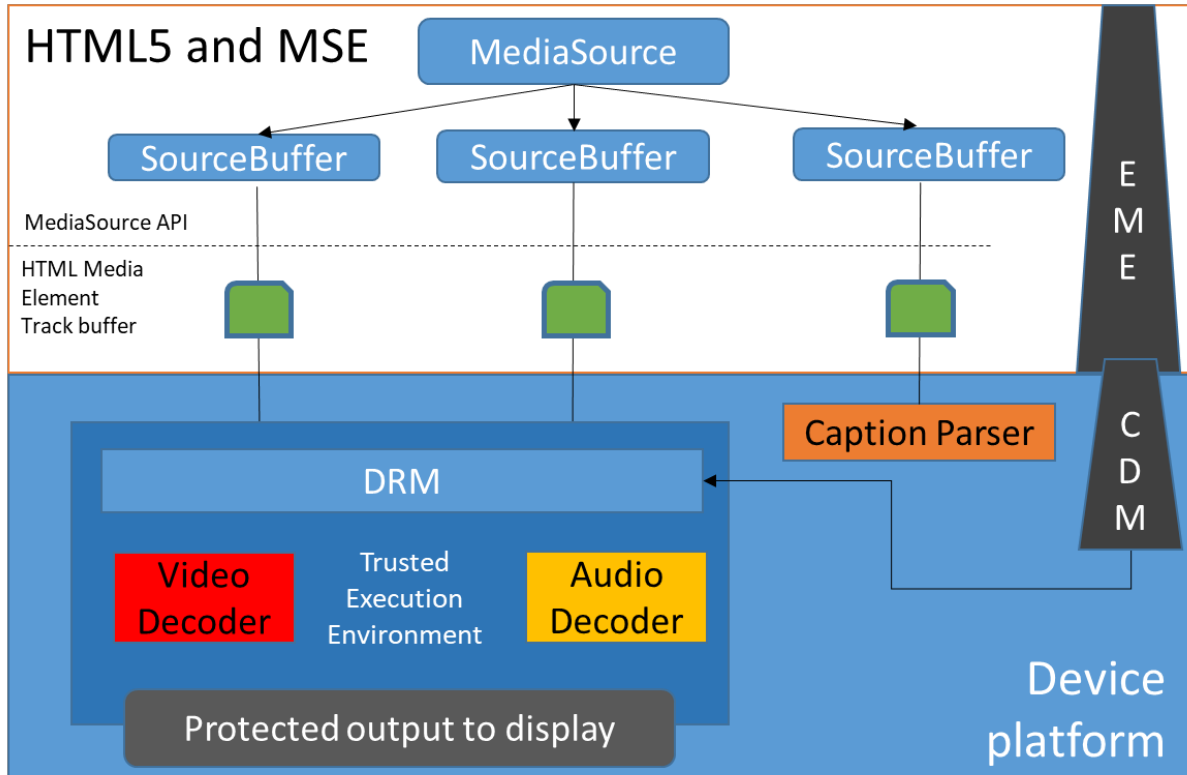 HTML5 and MSE
MediaSource
SourceBuffer
SourceBuffer
SourceBuffer
MediaSource API
HTML Media
Element
Track buffer
E
M
E
Caption Parser
C
D
M
DRM
Video
Decoder
Trusted
Execution
Environment
Audio
Decoder
Protected output to display
Device
platform